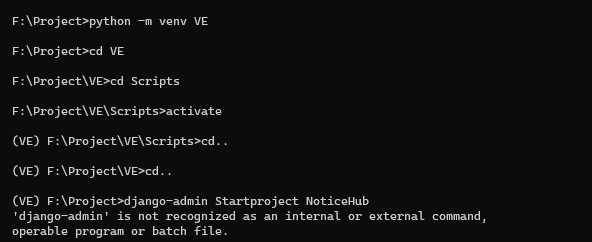 F:\Project>python -m venv VE
F:\Project>cd VE
F:\Project\VE>cd Scripts
F:\Project\VE\Scripts>activate
(VE) F:\Project\VE\Scripts>cd..
(VE) F:\Project\VE>cd..
(VE) F:\Project>django-admin Startproject NoticeHub
'django-admin' is not recognized as an internal or external command,
operable program or batch file.